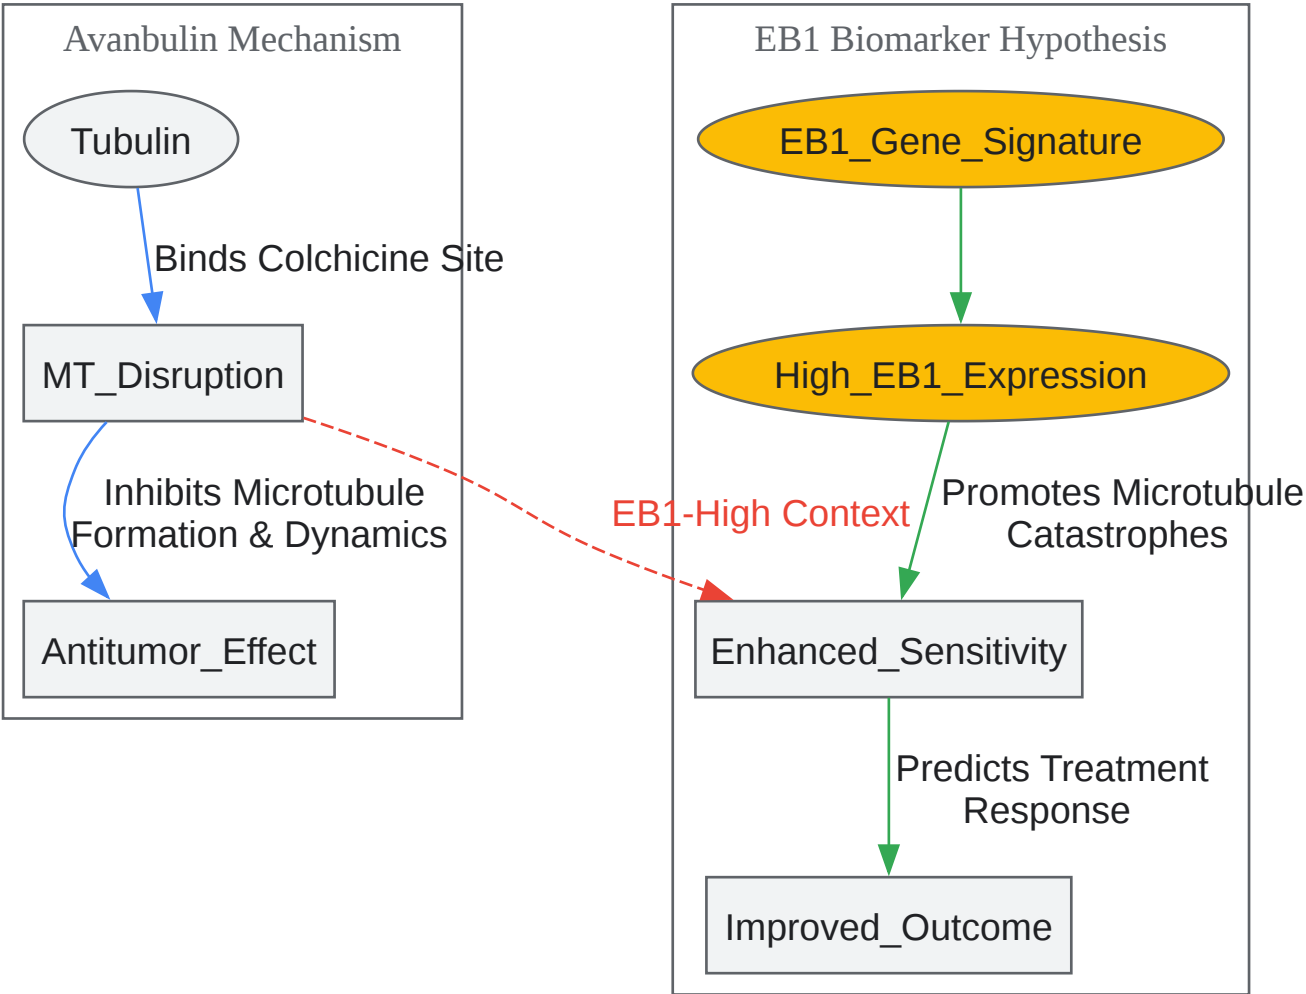 Avanbulin Mechanism
Tubulin
Binds Colchicine Site
MT_Disruption
Inhibits Microtubule
Formation & Dynamics
Antitumor_Effect
EB1-High Context
EB1 Biomarker Hypothesis
EB1_Gene_Signature
High_EB1_Expression
Promotes Microtubule
Catastrophes
Enhanced_Sensitivity
Predicts Treatment
Response
Improved_Outcome